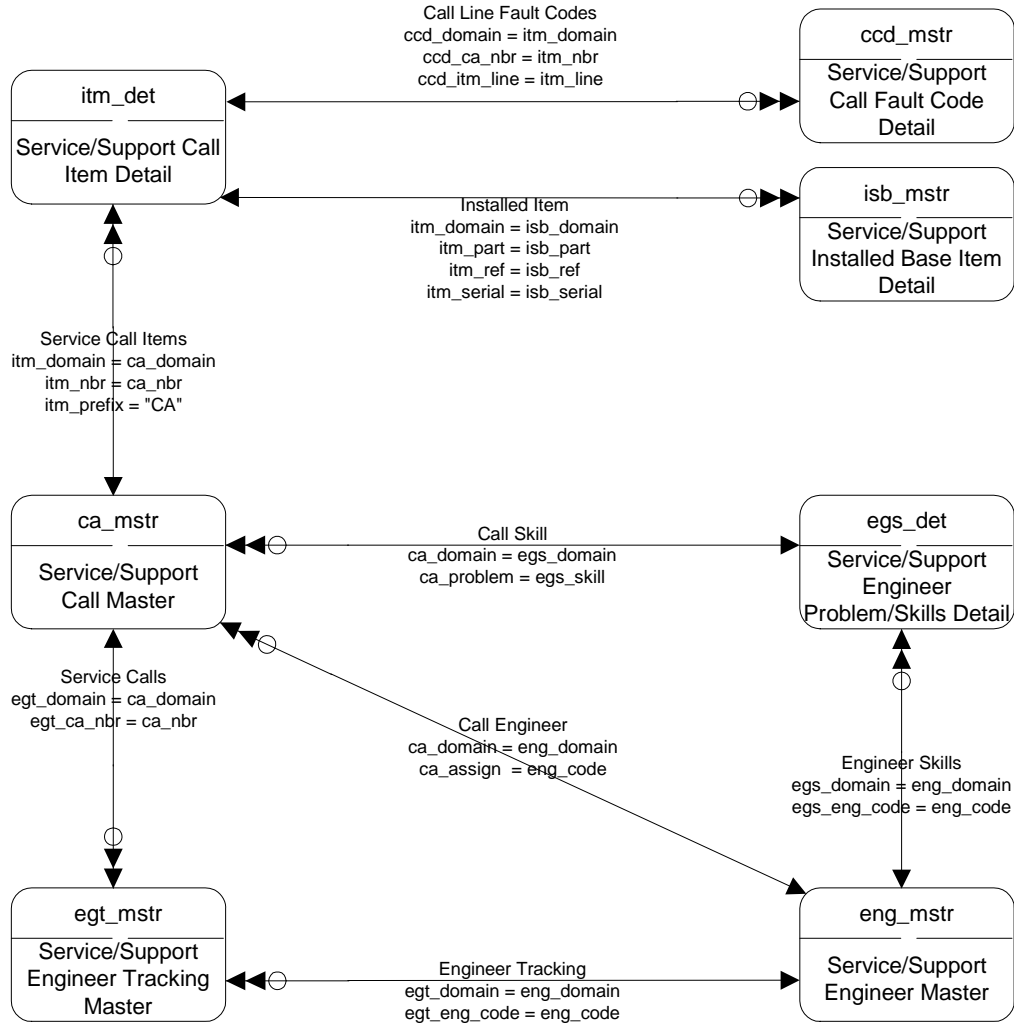 Call Line Fault Codes
ccd_domain = itm_domain
ccd_ca_nbr = itm_nbr
ccd_itm_line = itm_line
ccd_mstr
Service/Support
Call Fault Code
Detail
itm_det
Service/Support Call
Item Detail
isb_mstr
Service/Support
Installed Base Item
Detail
Installed Item
itm_domain = isb_domain
itm_part = isb_part
itm_ref = isb_ref
itm_serial = isb_serial
Service Call Items
itm_domain = ca_domain
itm_nbr = ca_nbr
itm_prefix = "CA"
ca_mstr
Service/Support
Call Master
Call Skill
ca_domain = egs_domain
ca_problem = egs_skill
egs_det
Service/Support
Engineer
Problem/Skills Detail
Service Calls
egt_domain = ca_domain
egt_ca_nbr = ca_nbr
Call Engineer
ca_domain = eng_domain
ca_assign = eng_code
Engineer Skills
egs_domain = eng_domain
egs_eng_code = eng_code
egt_mstr
Service/Support
Engineer Tracking
Master
Engineer Tracking
egt_domain = eng_domain
egt_eng_code = eng_code
eng_mstr
Service/Support
Engineer Master